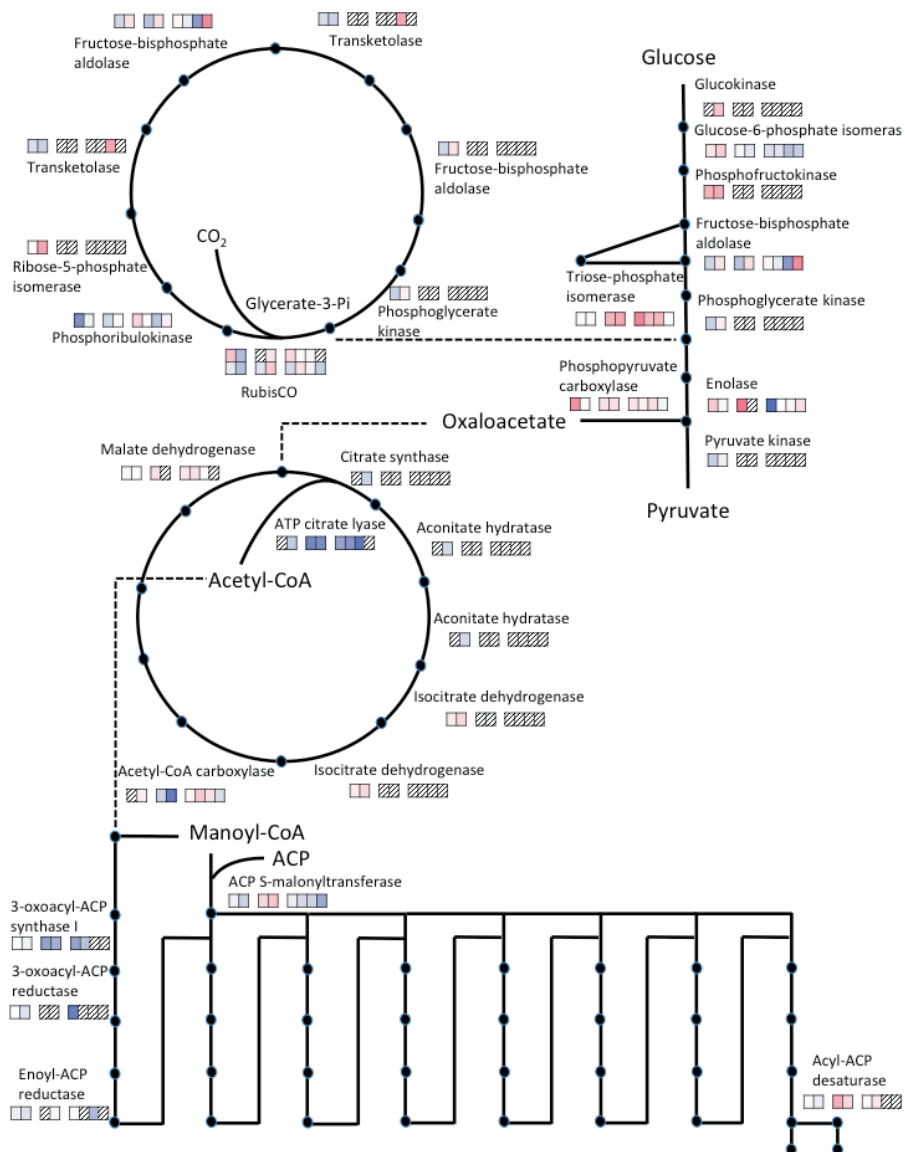 Fructose-bisphosphate
aldolase
Transketolase
Transketolase
Fructose-bisphosphate
aldolase
CO2
Ribose-5-phosphate
isomerase
Glycerate-3-Pi
Phosphoglycerate
kinase
Phosphoribulokinase
RubisCO
Glucose
Glucokinase
Glucose-6-phosphate isomeras
Phosphofructokinase
Fructose-bisphosphate
aldolase
Triose-phosphate
isomerase
Phosphoglycerate kinase
Phosphopyruvate
carboxylase
Enolase
Oxaloacetate
Pyruvate kinase
Pyruvate
Malate dehydrogenase
Citrate synthase
ATP citrate lyase
Aconitate hydratase
Acetyl-CoA
Aconitate hydratase
Isocitrate dehydrogenase
Isocitrate dehydrogenase
Acetyl-CoA carboxylase
Manoyl-CoA
ACP
ACP S-malonyltransferase
3-oxoacyl-ACP
synthase I
3-oxoacyl-ACP
reductase
Enoyl-ACP
reductase
Acyl-ACP
desaturase